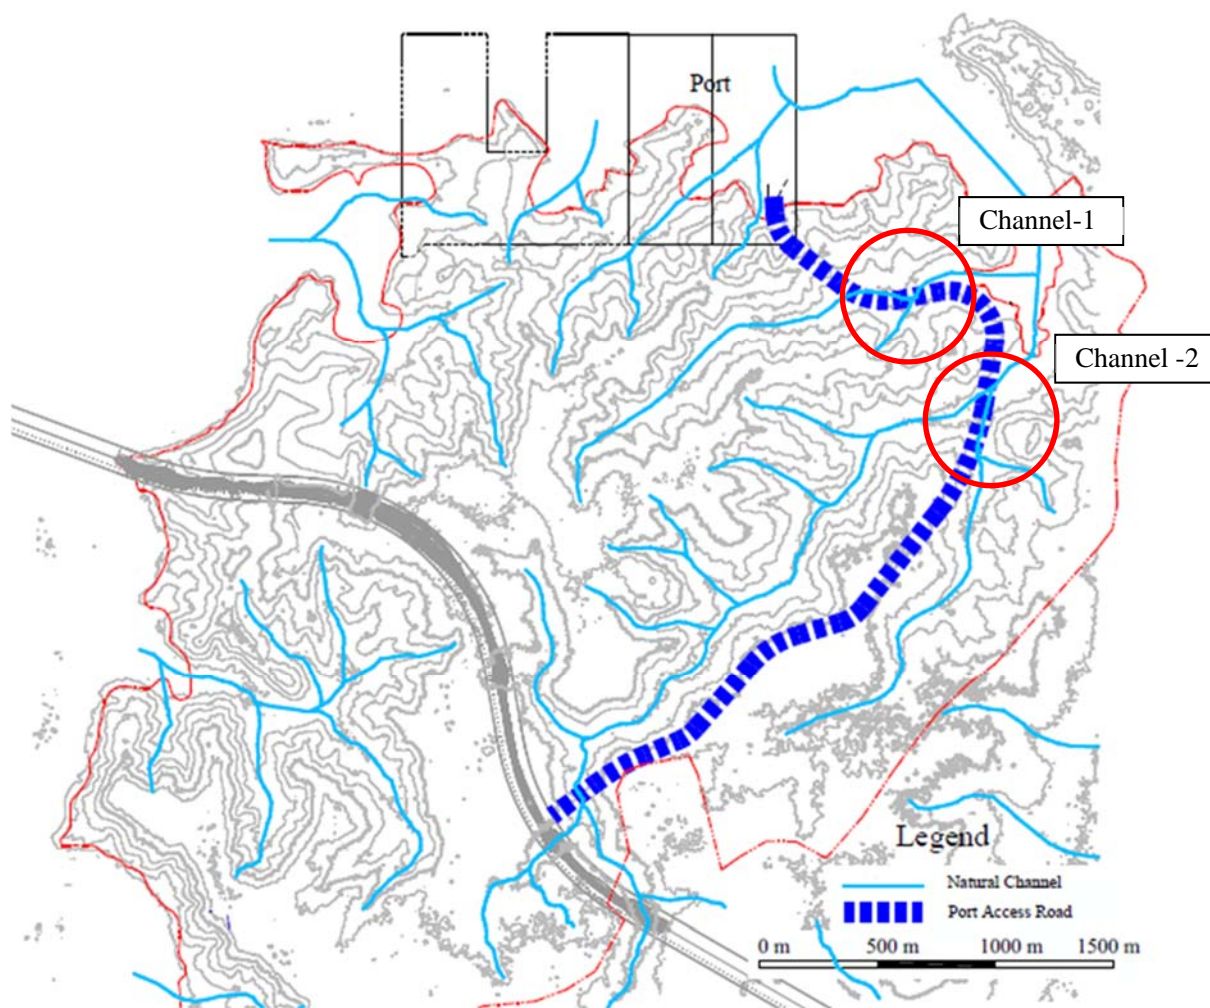 Port
Channel-1
Channel -2
Legend
Natural Channel
Port Access Road
0 m 500 m 1000 m 1500 m